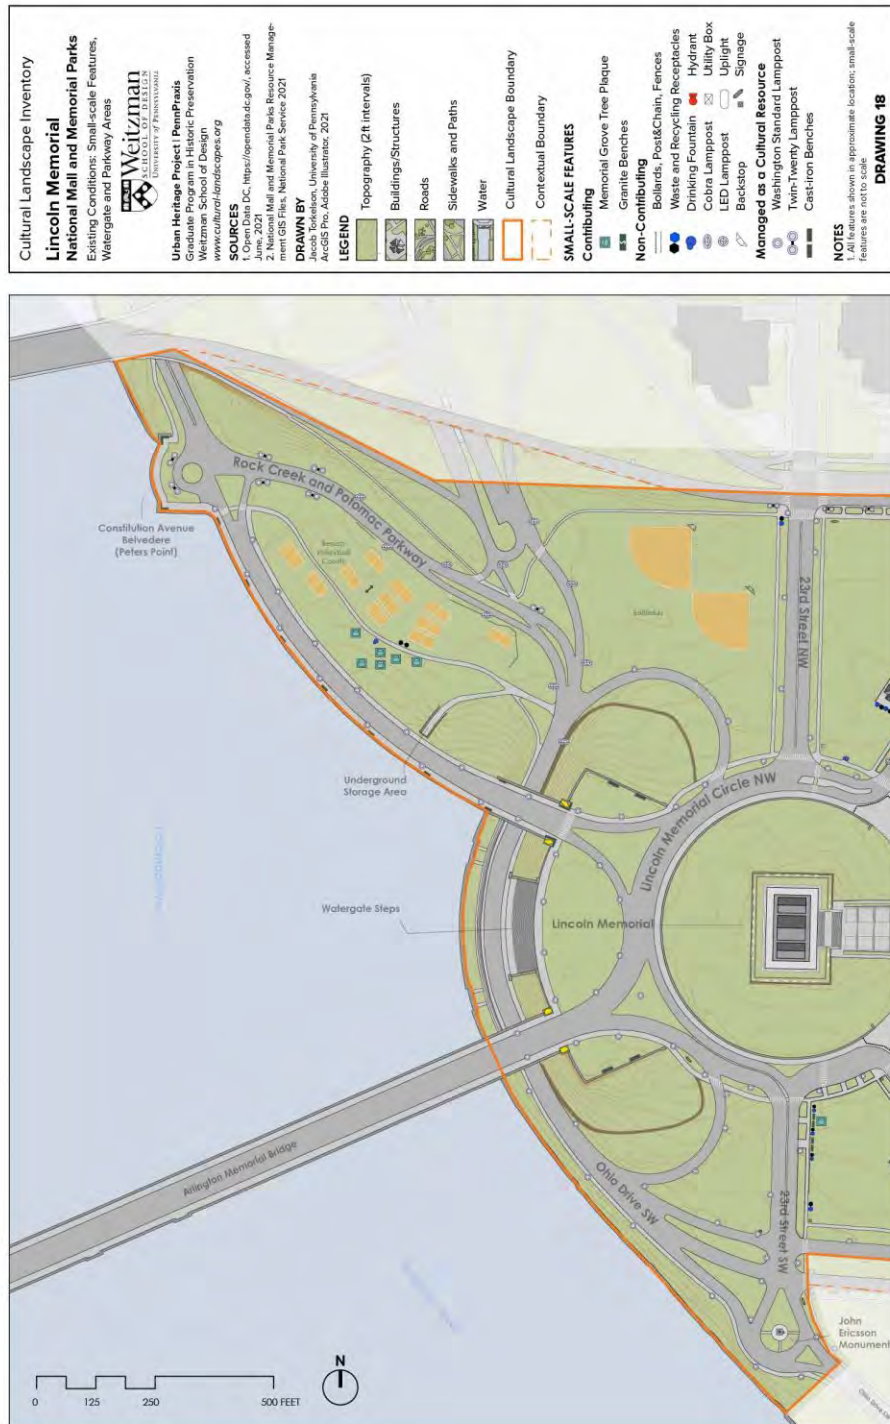 Cultural Landscape Inventory
Lincoln Memorial
National Mall and Memorial Parks
Existing Conditions: Small-scale Features,
Watergate and Parkway Areas
Weitzman
SCHOOL OF DESIGN
UNIVERSITY OF PENNSYLVANIA
Urban Heritage Project | PennPraxis
Graduate Program in Historic Preservation
Weitzman School of Design
www.cultural-landscapes.org
SOURCES
1. Open Data DC, https://opendata.dc.gov/, accessed
June, 2021
2. National Mall and Memorial Parks Resource Manage-
ment GIS Files, National Park Service 2021
DRAWN BY
Jacob Torkelson, University of Pennsylvania
ArcGIS Pro, Adobe Illustrator, 2021
LEGEND
Topography (2ft intervals)
Buildings/Structures
Roads
Sidewalks and Paths
Water
Cultural Landscape Boundary
Contextual Boundary
SMALL-SCALE FEATURES
Contributing
Memorial Grove Tree Plaque
Granite Benches
Non-Contributing
Bollards, Post&Chain, Fences
Waste and Recycling Receptacles
Drinking Fountain
Hydrant
Cobra Lamppost
Utility Box
LED Lamppost
Uplight
Backstop
Signage
Managed as a Cultural Resource
Washington Standard Lamppost
Twin-Twenty Lamppost
Cast-Iron Benches
NOTES
1. All features shown in approximate location; small-scale
features are not to scale
DRAWING 18
Constitution Avenue
Belvedere
(Peters Point)
Rock Creek and Potomac Parkway
Beach
Volleyball
Courts
Ballfields
23rd Street NW
Underground
Storage Area
Lincoln Memorial Circle NW
Watergate Steps
Lincoln Memorial
Arlington Memorial Bridge
Ohio Drive SW
23rd Street SW
John
Ericsson
Monument
N
0
125
250
500 FEET